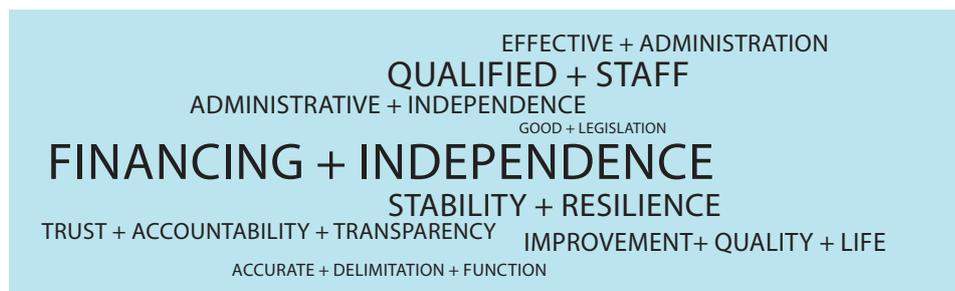 EFFECTIVE + ADMINISTRATION
QUALIFIED + STAFF
ADMINISTRATIVE + INDEPENDENCE
GOOD + LEGISLATION
FINANCING + INDEPENDENCE
STABILITY + RESILIENCE
TRUST + ACCOUNTABILITY + TRANSPARENCY
IMPROVEMENT+ QUALITY + LIFE
ACCURATE + DELIMITATION + FUNCTION